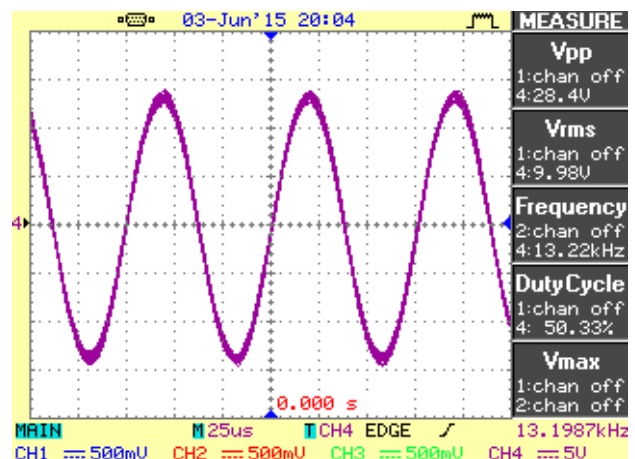 03-Jun'15 20:04
MEASURE
Vpp
1:chan off
4:28.4V
Vrms
1:chan off
4:9.98V
Frequency
2:chan off
4:13.22kHz
DutyCycle
1:chan off
4: 50.33%
Vmax
1:chan off
2:chan off
4
0.000 s
MAIN M 25us T CH4 EDGE 13.1987kHz
CH1 500mV CH2 500mV CH3 500mV CH4 5V